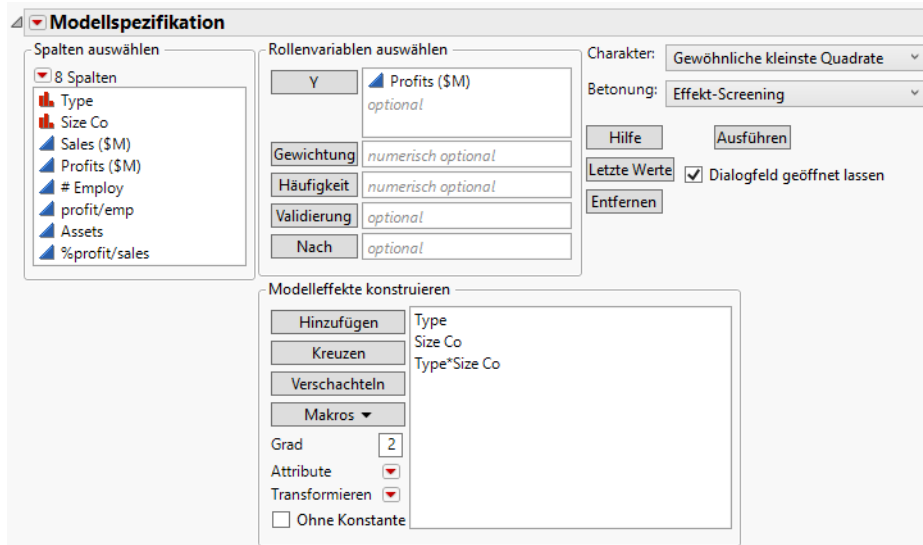 Modellspezifikation
Spalten auswählen
8 Spalten
Type
Size Co
Sales ($M)
Profits ($M)
# Employ
profit/emp
Assets
%profit/sales
Rollenvariablen auswählen
Y
Profits ($M)
optional
Gewichtung numerisch optional
Häufigkeit numerisch optional
Validierung optional
Nach optional
Charakter: Gewöhnliche kleinste Quadrate
Betonung: Effekt-Screening
Hilfe Ausführen
Letzte Werte Dialogfeld geöffnet lassen
Entfernen
Modelleffekte konstruieren
Hinzufügen
Kreuzen
Verschachteln
Makros
Grad 2
Attribute
Transformieren
Ohne Konstante
Type
Size Co
Type*Size Co